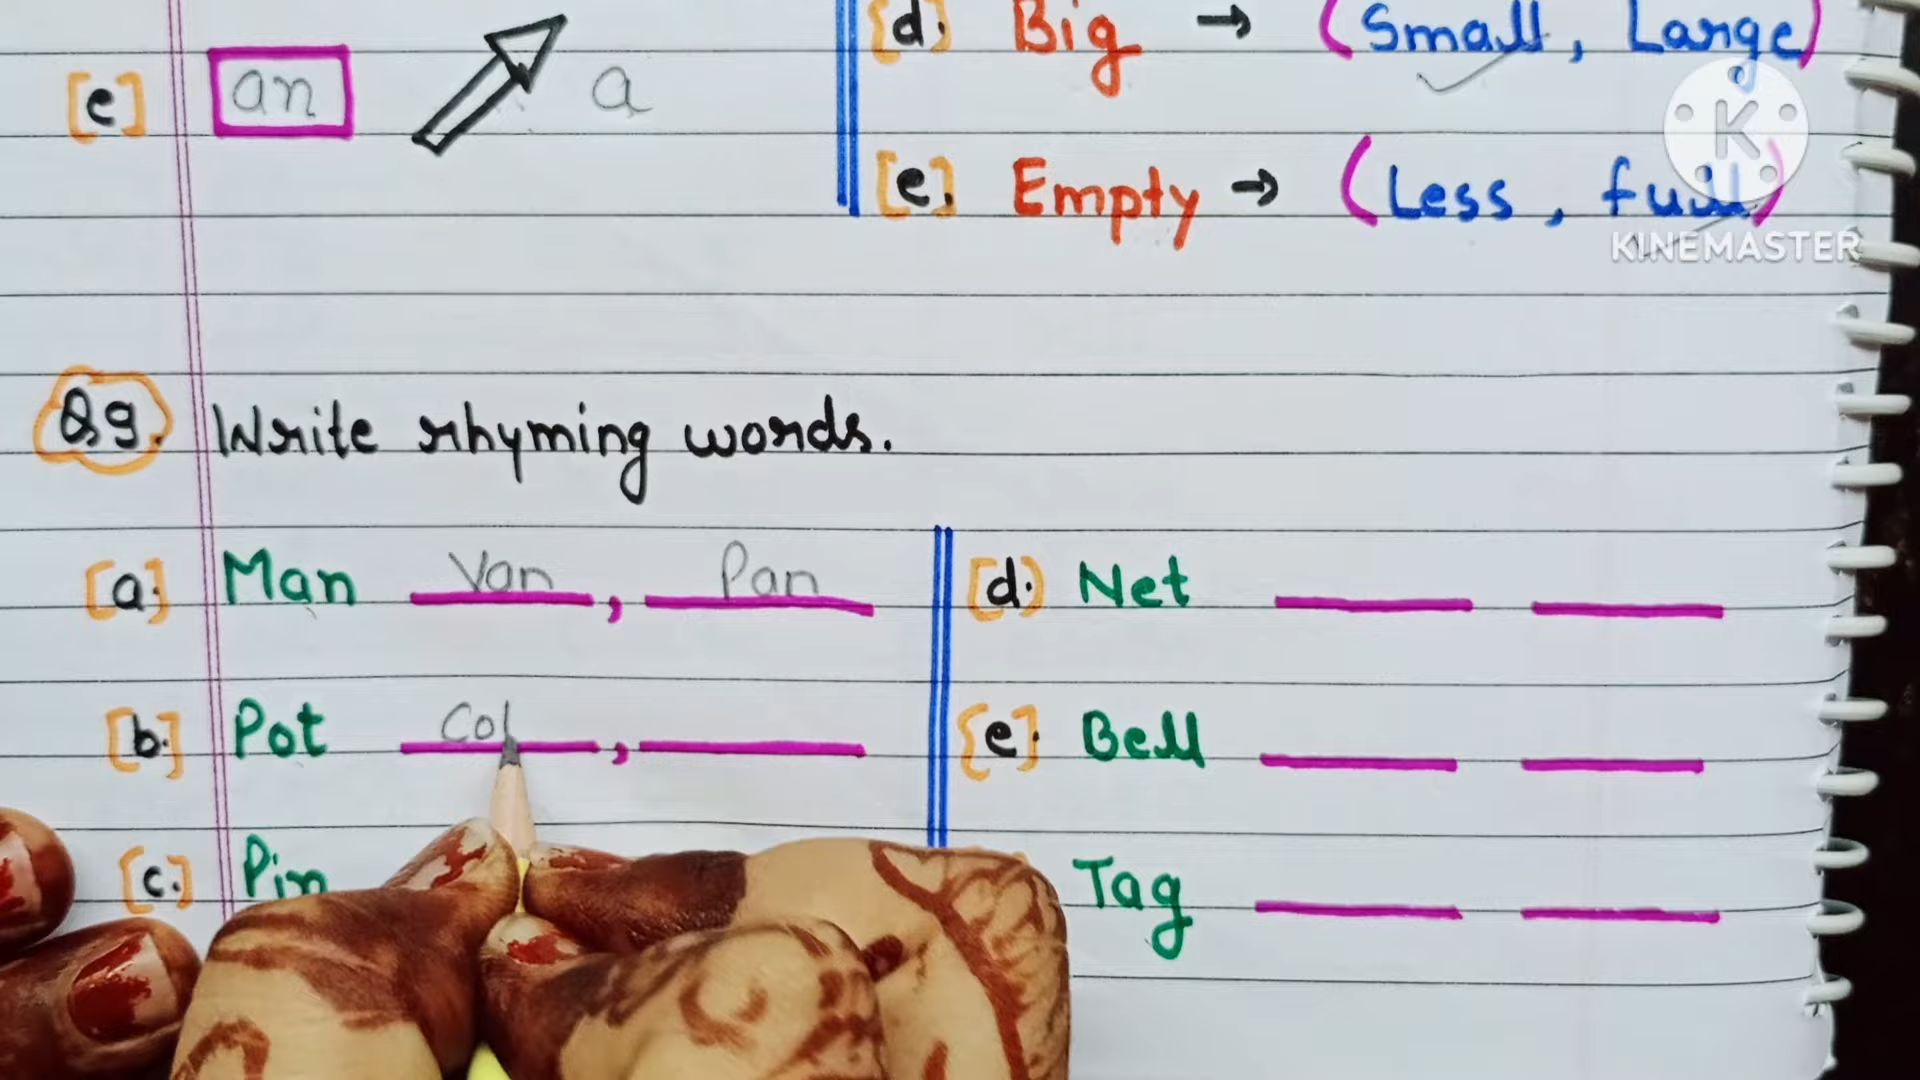 [d.] Big → (Small, Large)
[e] an a
[e.] Empty → (Less, full)
K
KINEMASTER
Q9. Write rhyming words.
[a.] Man Van, Pan
[b.] Pot Col,
[c.] Pin
[d.] Net
[e]. Bell
Tag